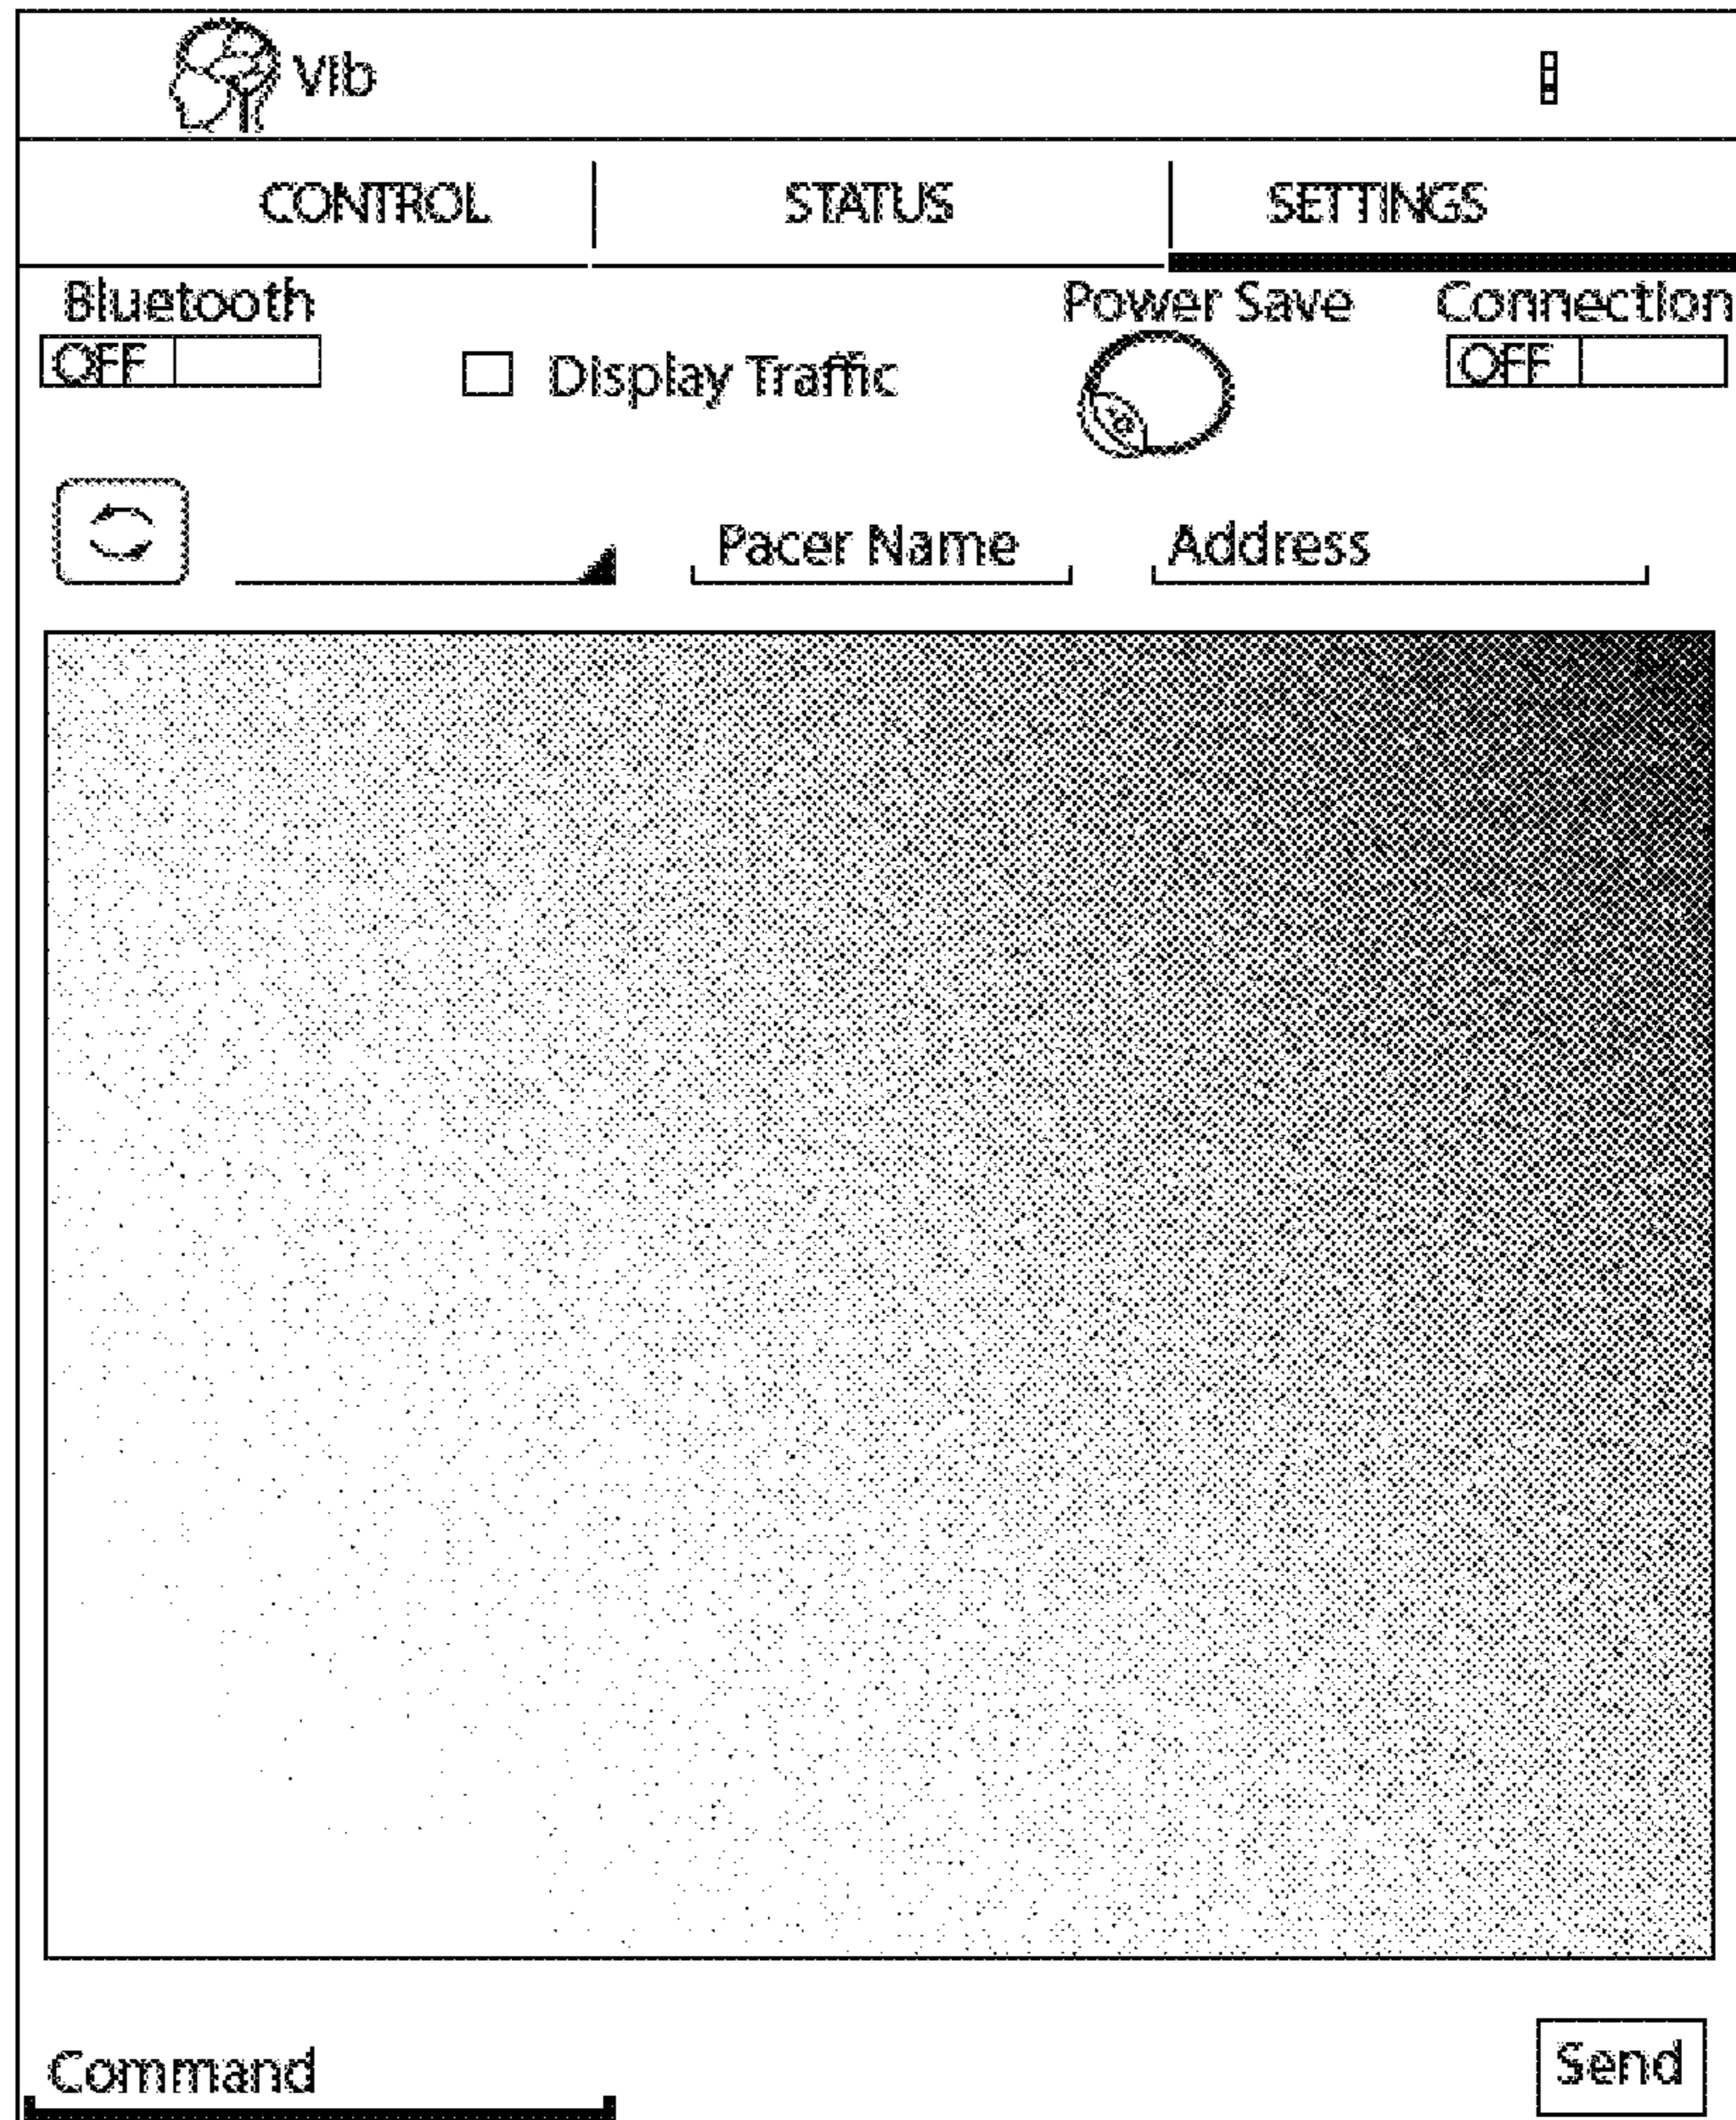 Vib
CONTROL STATUS SETTINGS
Bluetooth Power Save Connection
OFF Display Traffic OFF
Pacer Name Address
Command Send